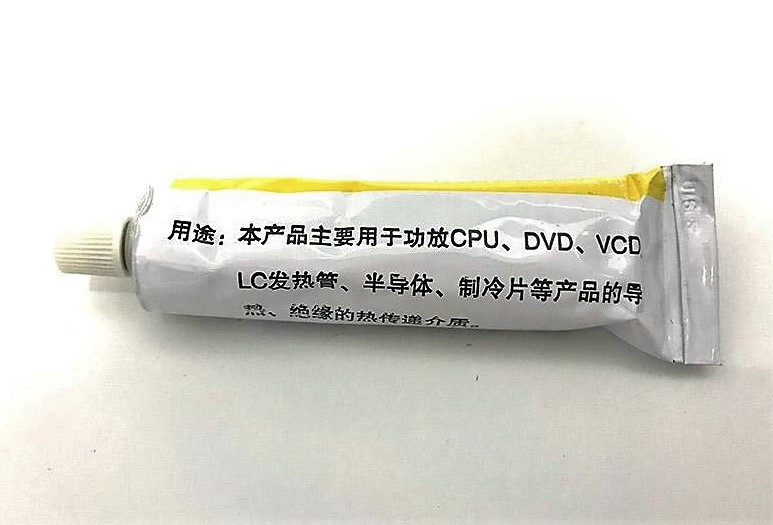 用途：本产品主要用于功放CPU、DVD、VCD
LC发热管、半导体、制冷片等产品的导
热、绝缘的热传递介质。